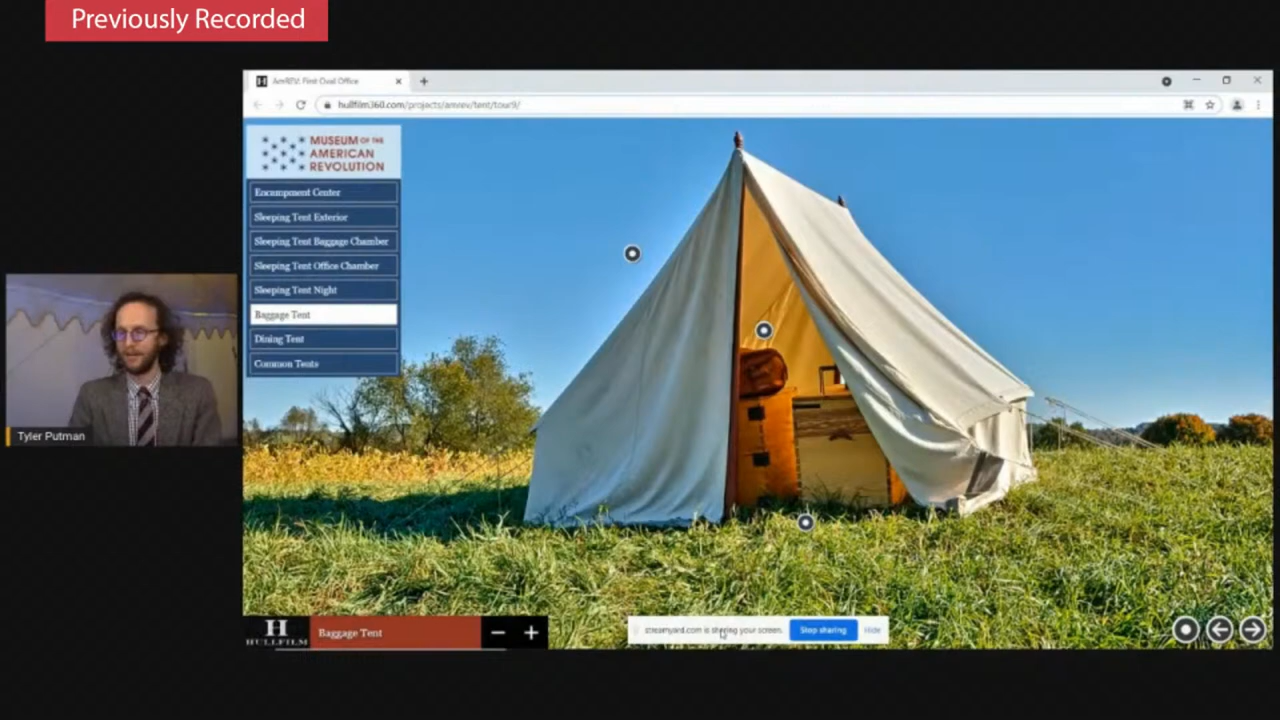 Previously Recorded
AmREV: First Oval Office
hullfilm360.com/projects/amrev/tent/tour9/
MUSEUM OF THE
AMERICAN
REVOLUTION
Encampment Center
Sleeping Tent Exterior
Sleeping Tent Baggage Chamber
Sleeping Tent Office Chamber
Sleeping Tent Night
Baggage Tent
Dining Tent
Common Tents
Tyler Putman
H
HULLFILM
Baggage Tent
streamyard.com is sharing your screen.
Stop sharing
Hide